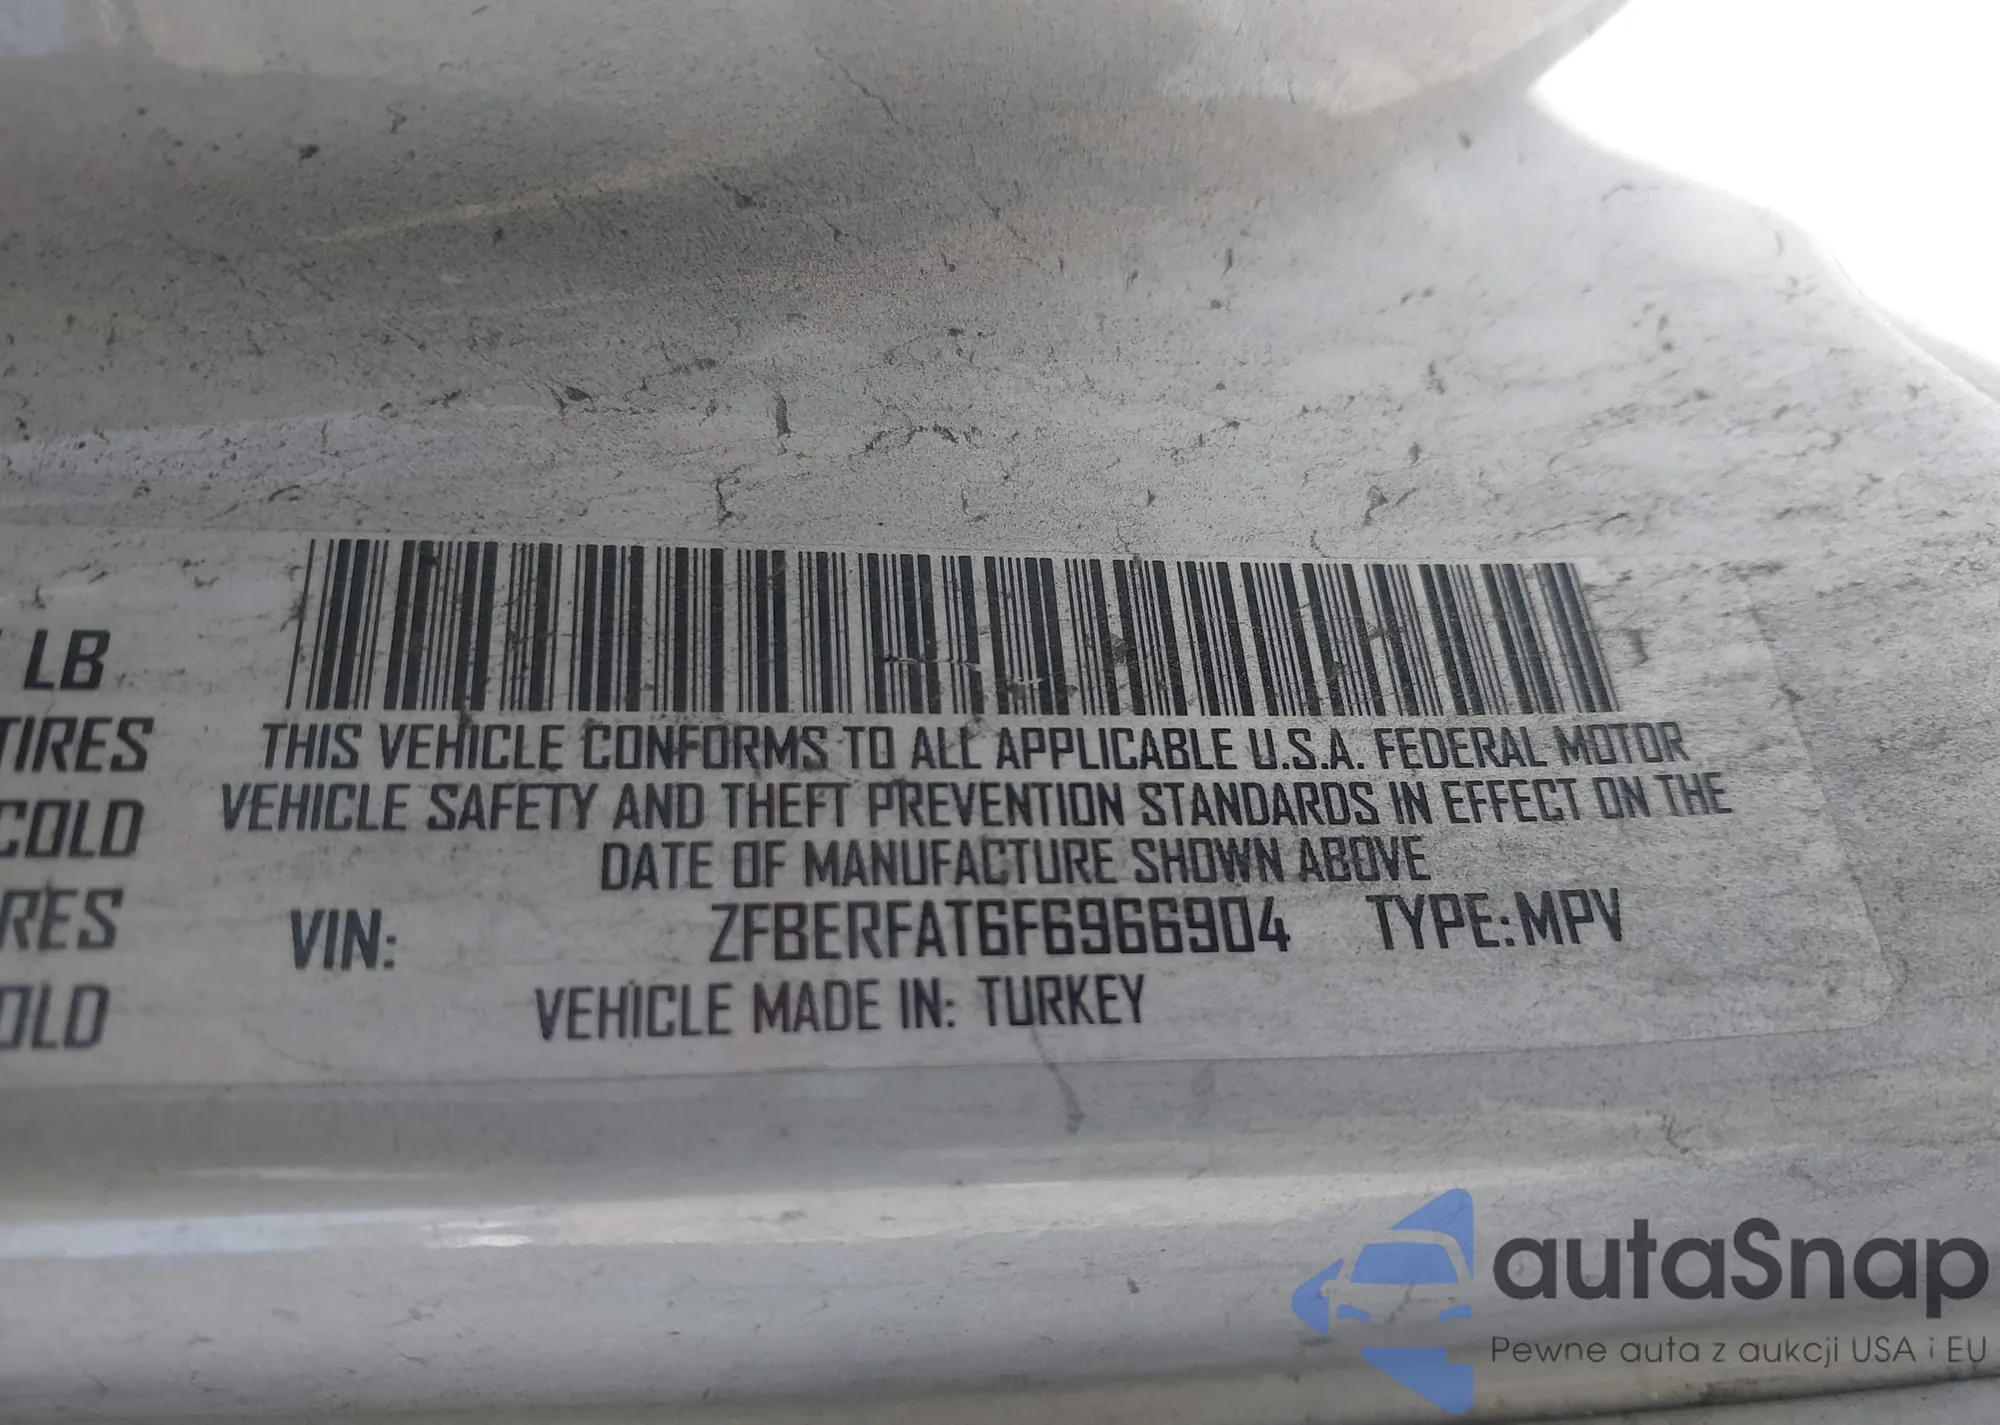 LB
TIRES
COLD
RES
OLD
THIS VEHICLE CONFORMS TO ALL APPLICABLE U.S.A. FEDERAL MOTOR
VEHICLE SAFETY AND THEFT PREVENTION STANDARDS IN EFFECT ON THE
DATE OF MANUFACTURE SHOWN ABOVE
VIN: ZFBERFAT6F6966904 TYPE: MPV
VEHICLE MADE IN: TURKEY
autaSnap
Pewne auta z aukcji USA i EU